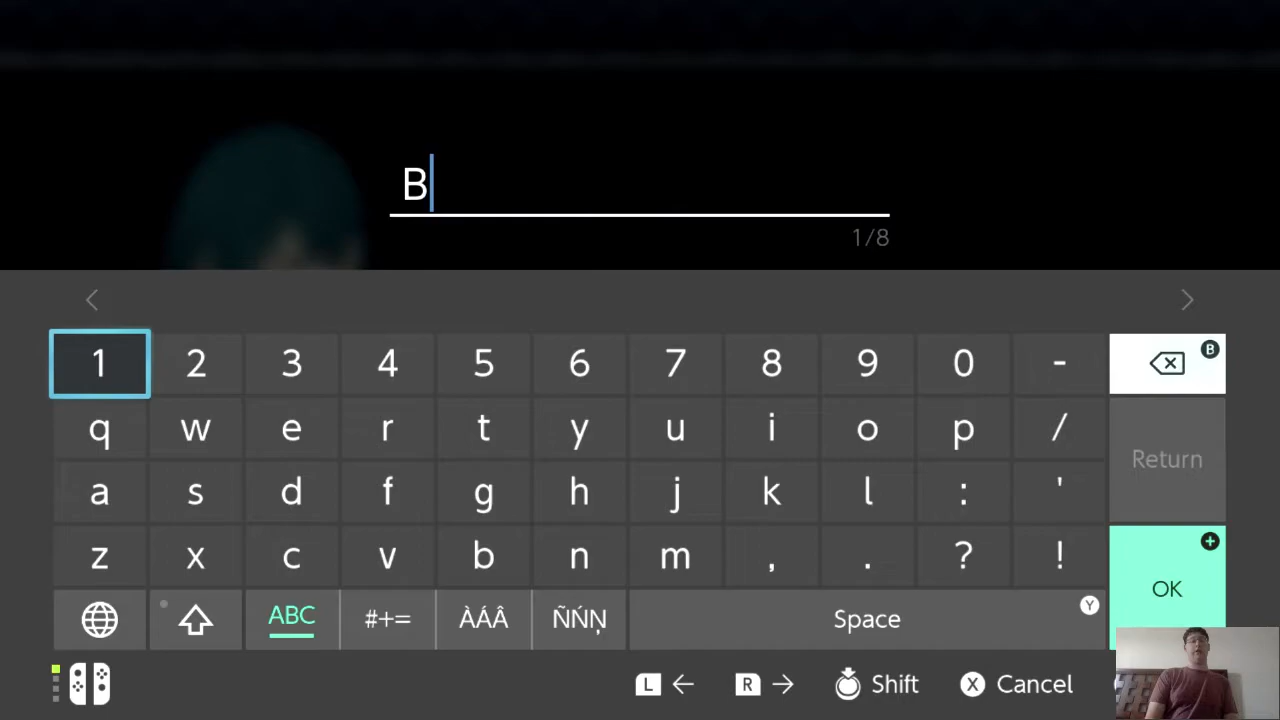 B
1/8
1 2 3 4 5 6 7 8 9 0 - B
q w e r t y u i o p / Return
a s d f g h j k l : '
z x c v b n m , . ? ! + OK
ABC #+= ÀÁÂ ÑŃŅ Space Y
L ← R → Shift X Cancel